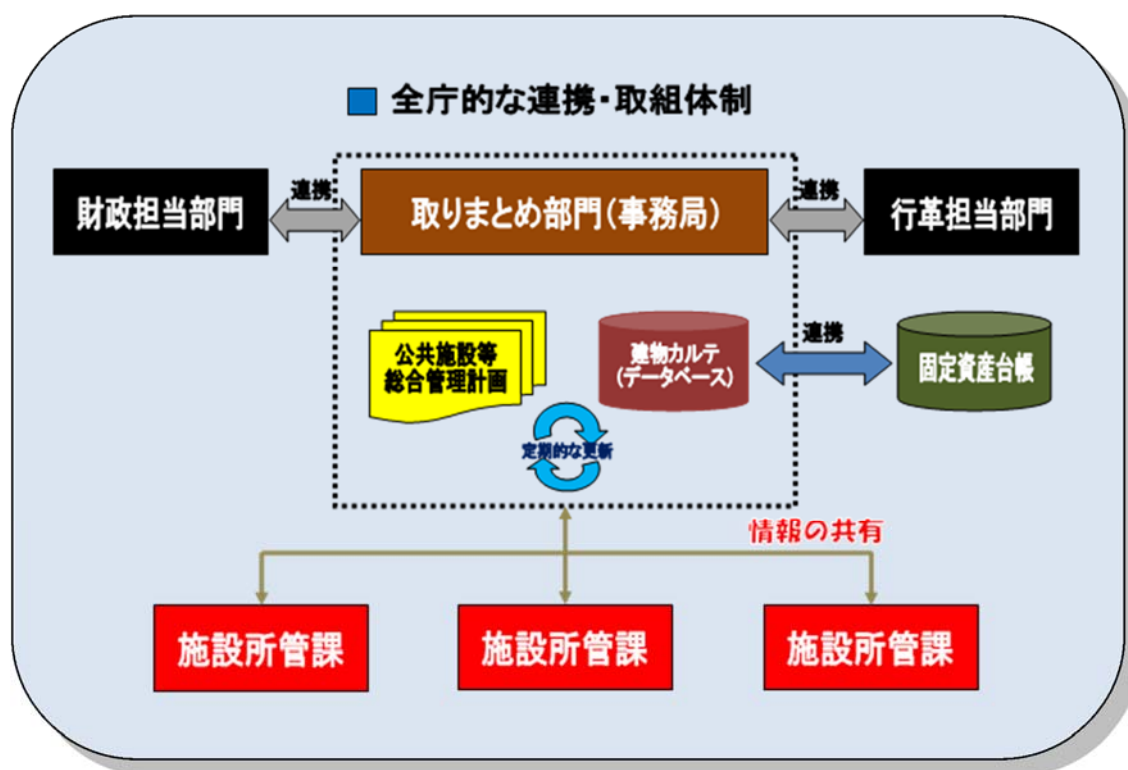 全庁的な連携・取組体制
財政担当部門
連携
取りまとめ部門(事務局)
連携
行革担当部門
公共施設等
総合管理計画
建物カルテ
(データベース)
連携
固定資産台帳
定期的な更新
情報の共有
施設所管課
施設所管課
施設所管課